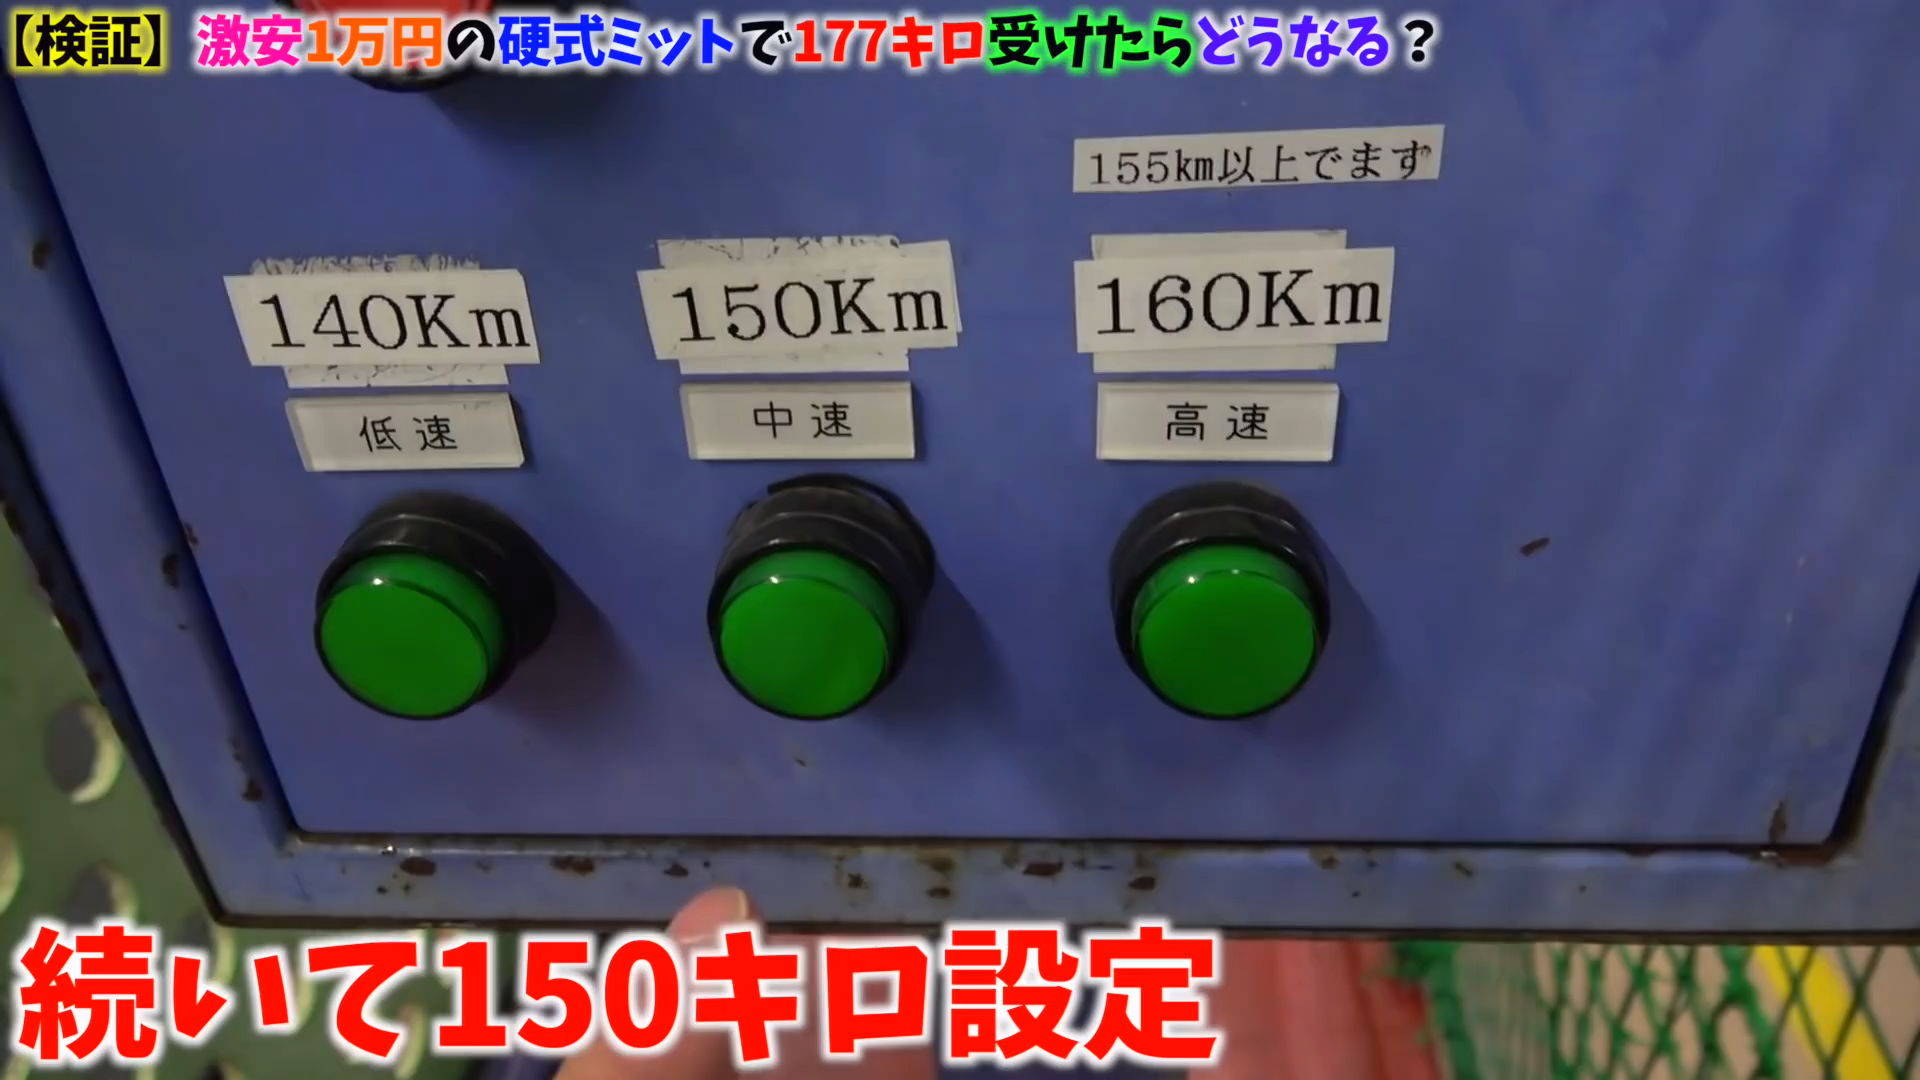 【検証】激安1万円の硬式ミットで177キロ受けたらどうなる？
155㎞以上でます
140Km
150Km
160Km
低速
中速
高速
続いて150キロ設定